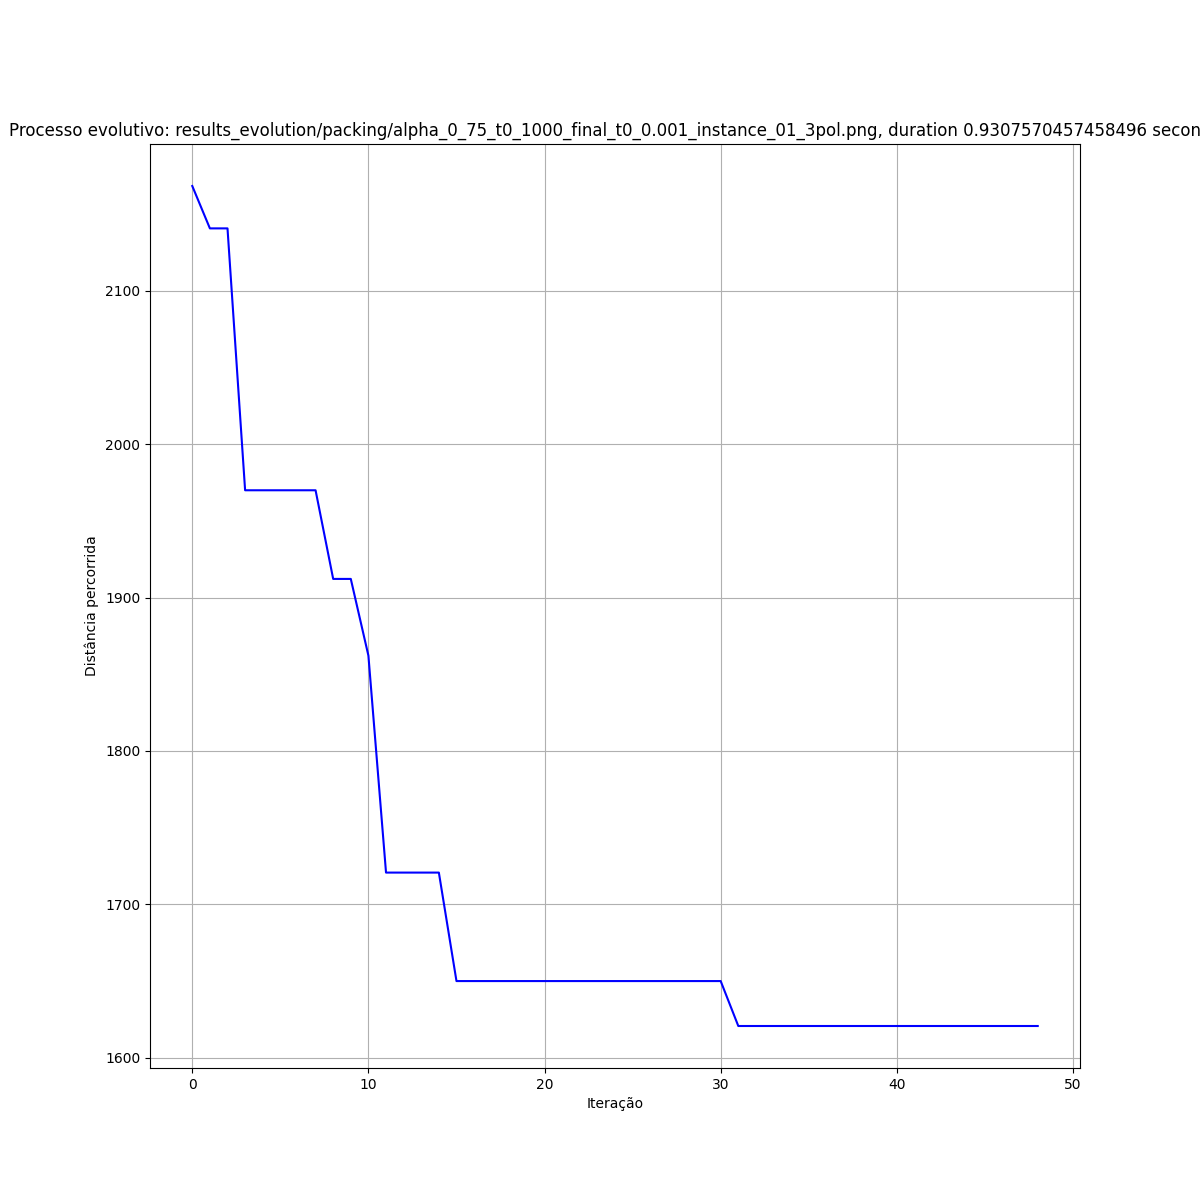 Processo evolutivo: results_evolution/packing/alpha_0_75_t0_1000_final_t0_0.001_instance_01_3pol.png, duration 0.9307570457458496 secon
2100
2000
1900
1800
1700
1600
Distância percorrida
0 10 20 30 40 50
Iteração